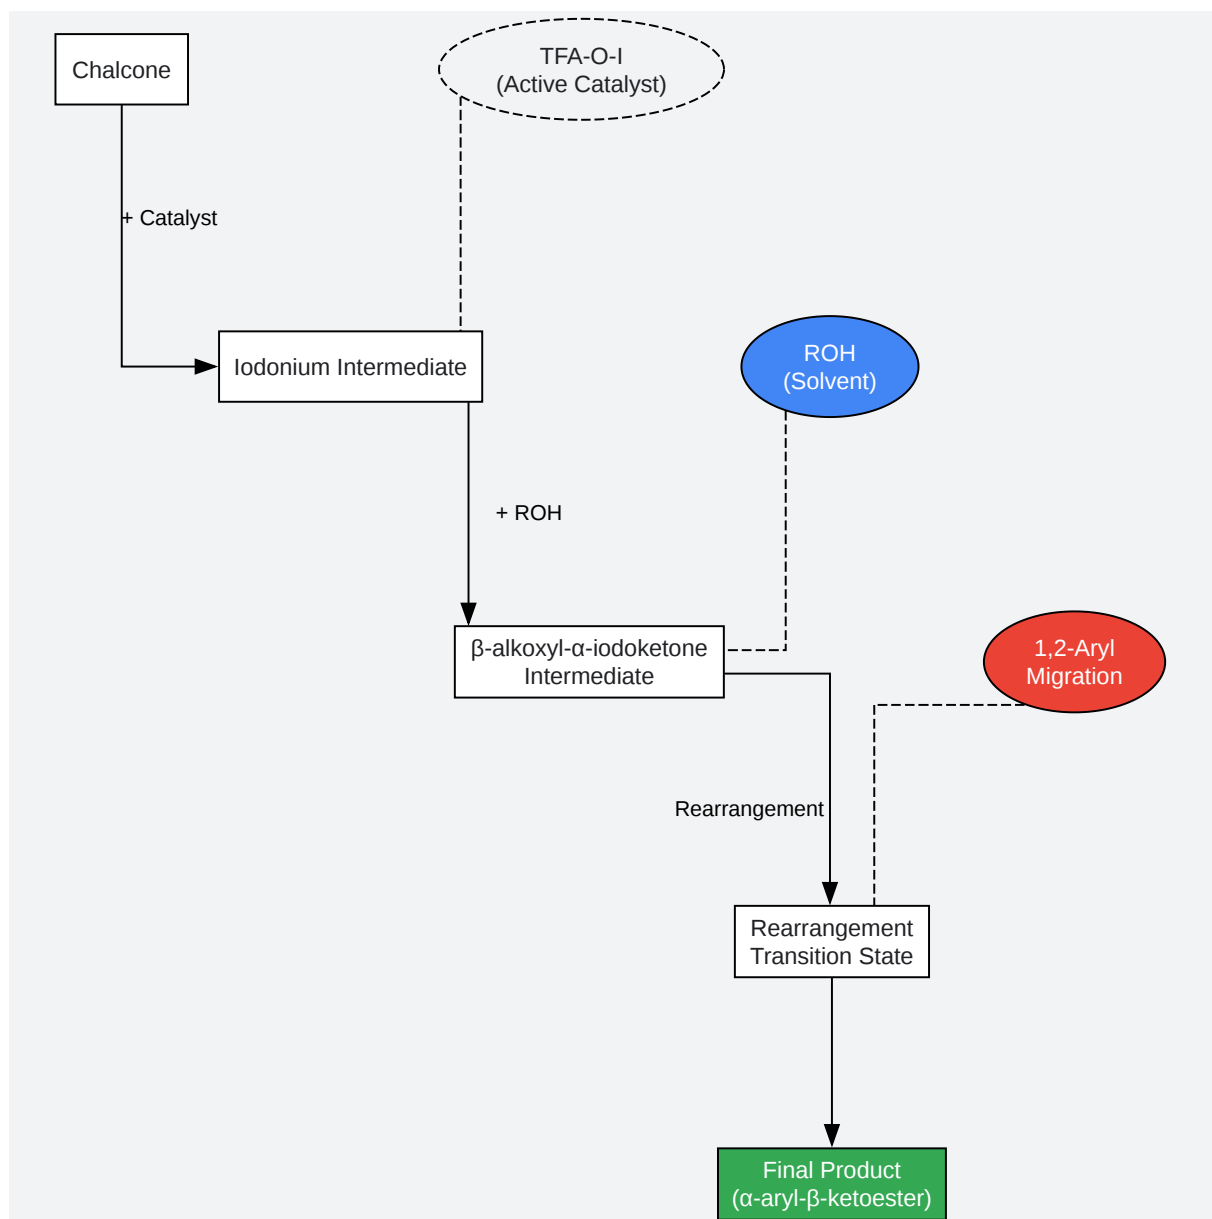 Chalcone
TFA-O-I
(Active Catalyst)
+ Catalyst
Iodonium Intermediate
ROH
(Solvent)
+ ROH
β-alkoxyl-α-iodoketone
Intermediate
1,2-Aryl
Migration
Rearrangement
Rearrangement
Transition State
Final Product
(α-aryl-β-ketoester)